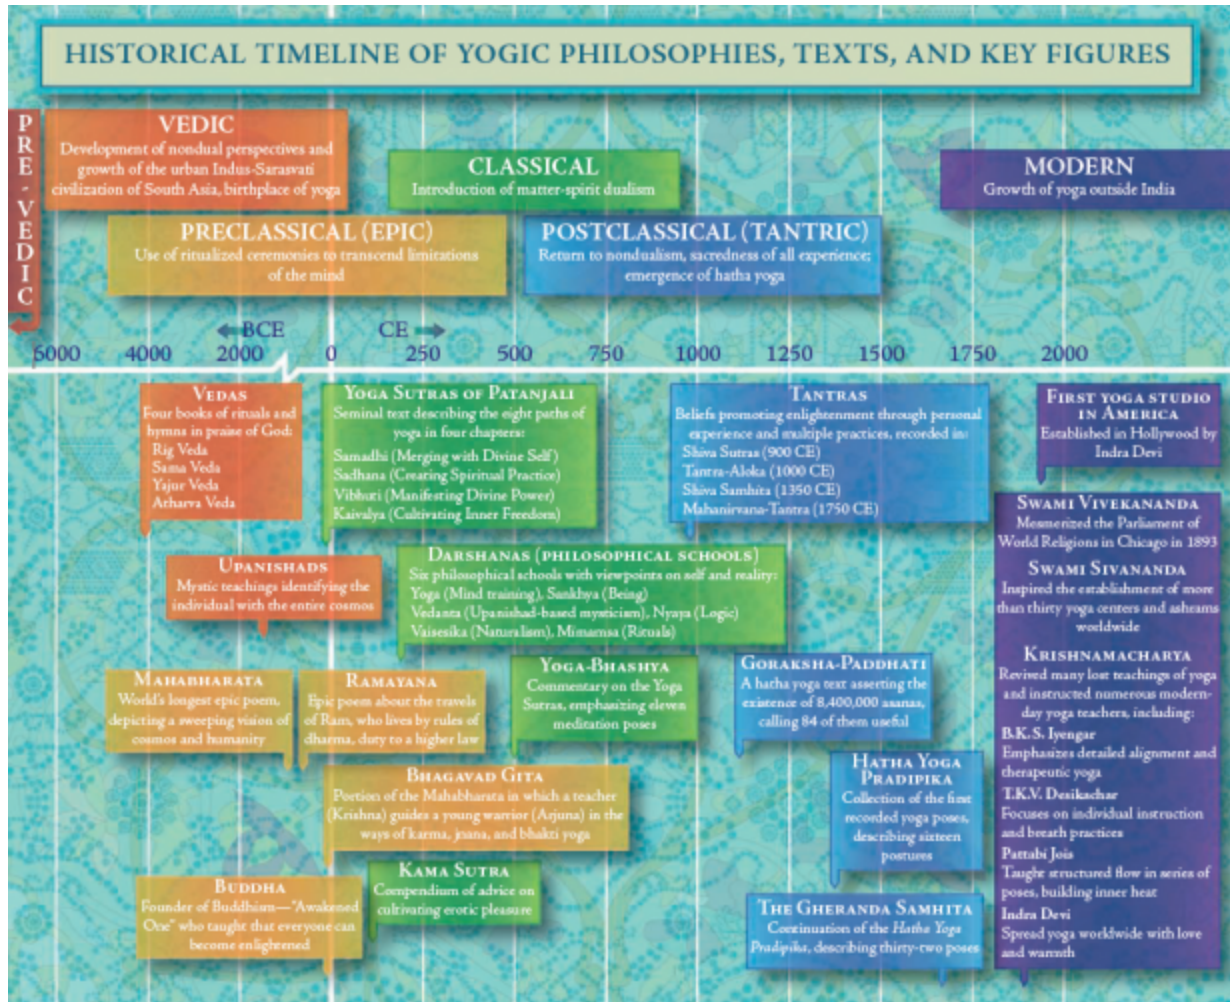 HISTORICAL TIMELINE OF YOGIC PHILOSOPHIES, TEXTS, AND KEY FIGURES
PRE-VEDIC
VEDIC
Development of nondual perspectives and
growth of the urban Indus-Sarasvati
civilization of South Asia, birthplace of yoga
CLASSICAL
Introduction of matter-spirit dualism
MODERN
Growth of yoga outside India
PRECLASSICAL (EPIC)
Use of ritualized ceremonies to transcend limitations
of the mind
POSTCLASSICAL (TANTRIC)
Return to nondualism, sacredness of all experience;
emergence of hatha yoga
BCE CE
6000 4000 2000 0 250 500 750 1000 1250 1500 1750 2000
VEDAS
Four books of rituals and
hymns in praise of God:
Rig Veda
Sama Veda
Yajur Veda
Atharva Veda
YOGA SUTRAS OF PATANJALI
Seminal text describing the eight paths of
yoga in four chapters:
Samadhi (Merging with Divine Self)
Sadhana (Creating Spiritual Practice)
Vibhuti (Manifesting Divine Power)
Kaivalya (Cultivating Inner Freedom)
TANTRAS
Beliefs promoting enlightenment through personal
experience and multiple practices, recorded in:
Shiva Sutras (900 CE)
Tantra-Aloka (1000 CE)
Shiva Samhita (1350 CE)
Mahanirvana-Tantra (1750 CE)
FIRST YOGA STUDIO
IN AMERICA
Established in Hollywood by
Indra Devi
UPANISHADS
Mystic teachings identifying the
individual with the entire cosmos
DARSHANAS (PHILOSOPHICAL SCHOOLS)
Six philosophical schools with viewpoints on self and reality:
Yoga (Mind training), Sankhya (Being)
Vedanta (Upanishad-based mysticism), Nyaya (Logic)
Vaisesika (Naturalism), Mimamsa (Rituals)
MAHABHARATA
World's longest epic poem,
depicting a sweeping vision of
cosmos and humanity
RAMAYANA
Epic poem about the travels
of Ram, who lives by rules of
dharma, duty to a higher law
YOGA-BHASHYA
Commentary on the Yoga
Sutras, emphasizing eleven
meditation poses
GORAKSHA-PADDHATI
A hatha yoga text asserting the
existence of 8,400,000 asanas,
calling 84 of them useful
BHAGAVAD GITA
Portion of the Mahabharata in which a teacher
(Krishna) guides a young warrior (Arjuna) in the
ways of karma, jnana, and bhakti yoga
HATHA YOGA
PRADIPIKA
Collection of the first
recorded yoga poses,
describing sixteen
postures
BUDDHA
Founder of Buddhism—"Awakened
One" who taught that everyone can
become enlightened
KAMA SUTRA
Compendium of advice on
cultivating erotic pleasure
THE GHERANDA SAMHITA
Continuation of the Hatha Yoga
Pradipika, describing thirty-two poses
SWAMI VIVEKANANDA
Mesmerized the Parliament of
World Religions in Chicago in 1893
SWAMI SIVANANDA
Inspired the establishment of more
than thirty yoga centers and ashrams
worldwide
KRISHNAMACHARYA
Revived many lost teachings of yoga
and instructed numerous modern-
day yoga teachers, including:
B.K.S. Iyengar
Emphasizes detailed alignment and
therapeutic yoga
T.K.V. Desikachar
Focuses on individual instruction
and breath practices
Pattabi Jois
Taught structured flow in series of
poses, building inner heat
Indra Devi
Spread yoga worldwide with love
and warmth